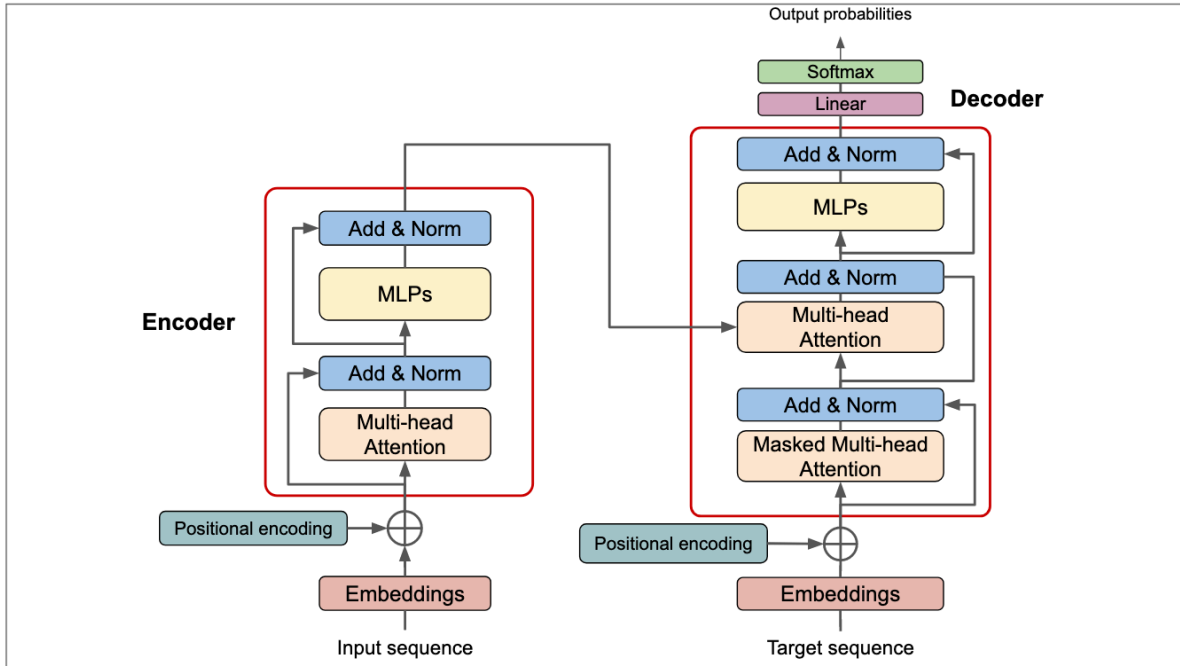 Output probabilities
Softmax
Linear
Decoder
Add & Norm
MLPs
Add & Norm
Multi-head
Attention
Add & Norm
Masked Multi-head
Attention
Positional encoding
Embeddings
Target sequence
Encoder
Add & Norm
MLPs
Add & Norm
Multi-head
Attention
Positional encoding
Embeddings
Input sequence